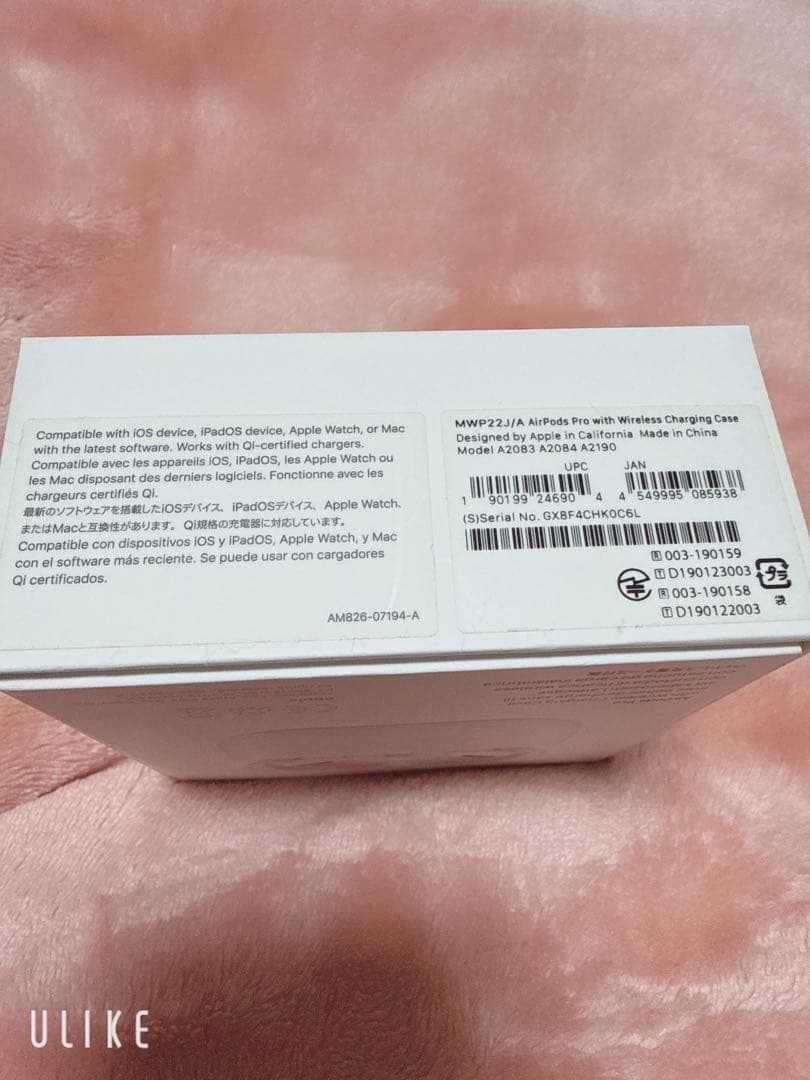 Compatible with iOS device, iPadOS device, Apple Watch, or Mac
with the latest software. Works with Qi-certified chargers.
Compatible avec les appareils iOS, iPadOS, les Apple Watch ou
les Mac disposant des derniers logiciels. Fonctionne avec les
chargeurs certifiés Qi.
最新のソフトウェアを搭載したiOSデバイス、iPadOSデバイス、Apple Watch、
またはMacと互換性があります。Qi規格の充電器に対応しています。
Compatible con dispositivos iOS y iPadOS, Apple Watch, y Mac
con el software más reciente. Se puede usar con cargadores
Qi certificados.
AM826-07194-A
MWP22J/A AirPods Pro with Wireless Charging Case
Designed by Apple in California Made in China
Model A2083 A2084 A2190
UPC JAN
1 90199 24690 4 4 549995 085938
(S)Serial No. GX8F4CHK0C6L
R 003-190159
T D190123003
R 003-190158
T D190122003
プラ
袋
ULIKE